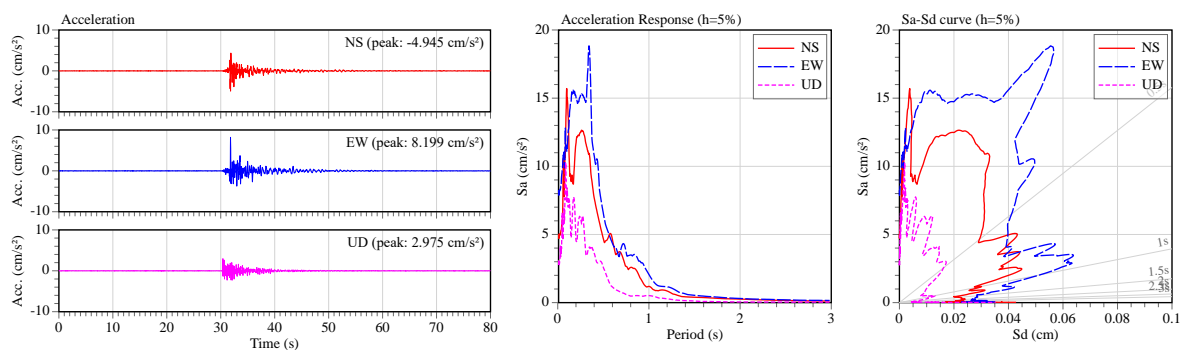 Acceleration
Acc. (cm/s²)
10
0
-10
NS (peak: -4.945 cm/s²)
Acc. (cm/s²)
10
0
-10
EW (peak: 8.199 cm/s²)
Acc. (cm/s²)
10
0
-10
UD (peak: 2.975 cm/s²)
0 10 20 30 40 50 60 70 80
Time (s)
Acceleration Response (h=5%)
Sa (cm/s²)
20
15
10
5
0
NS
EW
UD
0 1 2 3
Period (s)
Sa-Sd curve (h=5%)
Sa (cm/s²)
20
15
10
5
0
NS
EW
UD
1s
1.5s
0 0.02 0.04 0.06 0.08 0.1
Sd (cm)